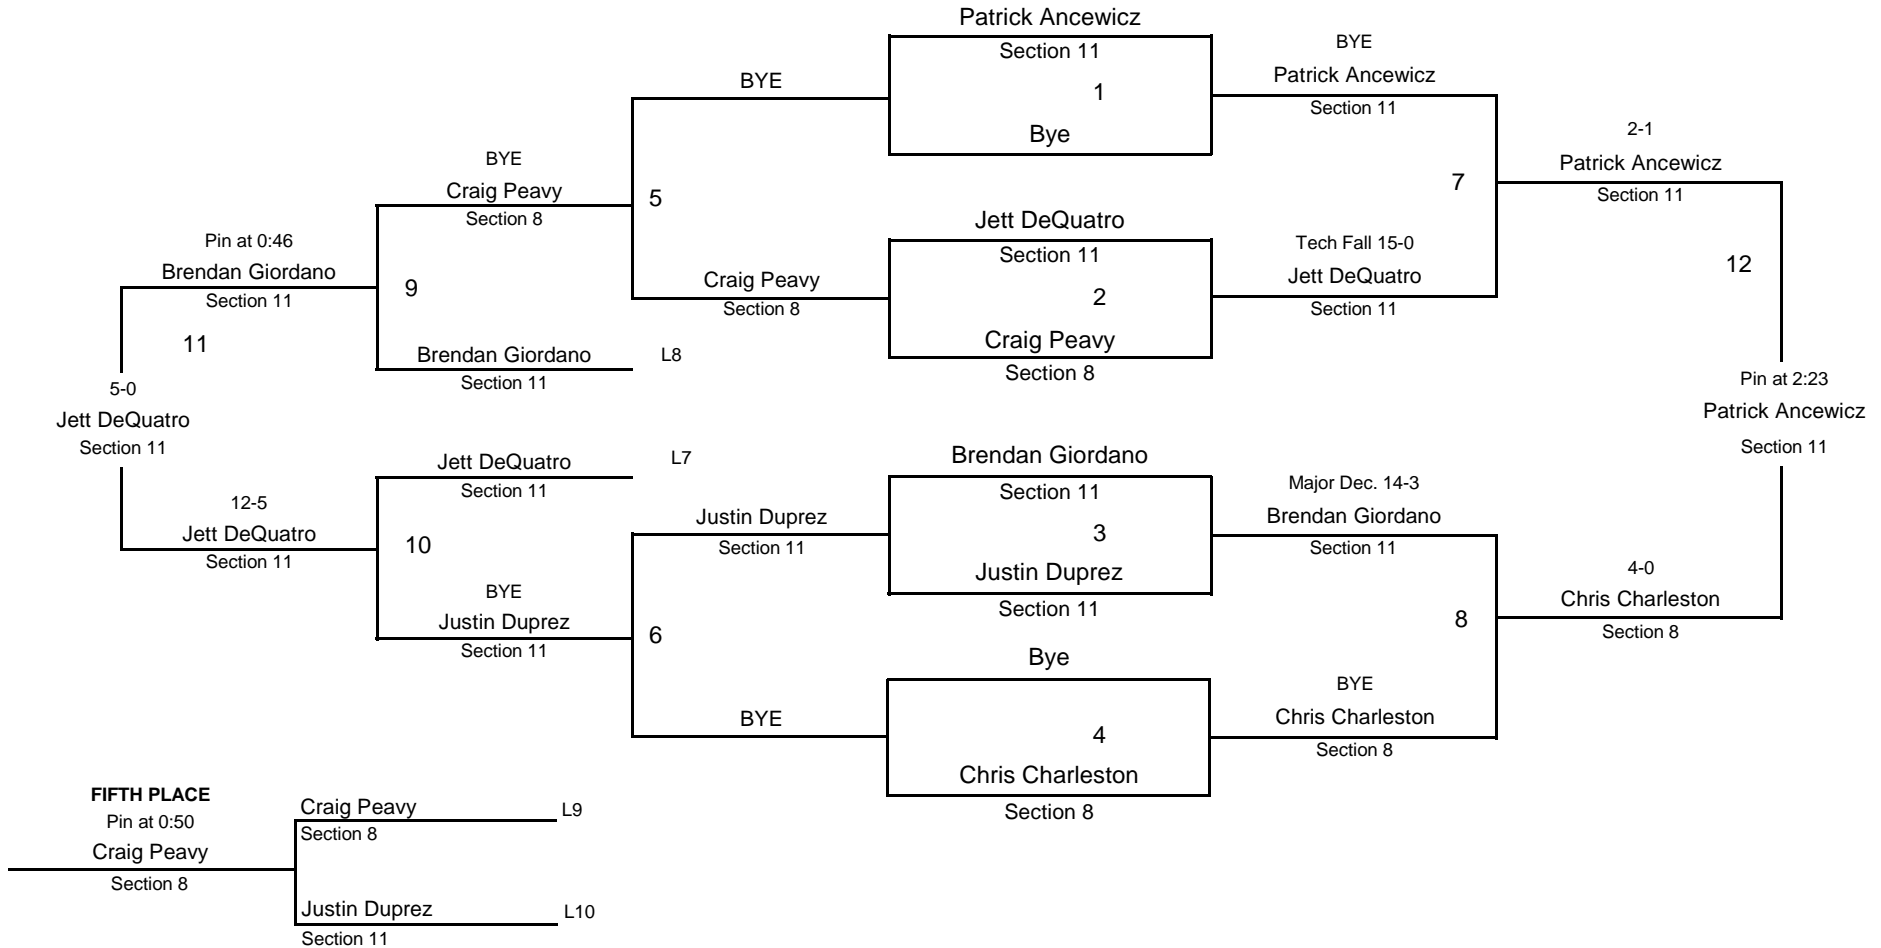 Patrick Ancewicz
Section 11
1
Bye
BYE
Patrick Ancewicz
Section 11
BYE
2-1
Patrick Ancewicz
Section 11
7
BYE
Craig Peavy
Section 8
5
Jett DeQuatro
Section 11
2
Craig Peavy
Section 8
Tech Fall 15-0
Jett DeQuatro
Section 11
12
Pin at 0:46
Brendan Giordano
Section 11
9
Craig Peavy
Section 8
11
Brendan Giordano
L8
Section 11
5-0
Jett DeQuatro
Section 11
Pin at 2:23
Patrick Ancewicz
Section 11
Jett DeQuatro
L7
Section 11
Brendan Giordano
Section 11
3
Justin Duprez
Section 11
Major Dec. 14-3
Brendan Giordano
Section 11
12-5
Jett DeQuatro
Section 11
10
Justin Duprez
Section 11
BYE
Justin Duprez
Section 11
6
4-0
Chris Charleston
Section 8
8
Bye
4
Chris Charleston
Section 8
BYE
BYE
Chris Charleston
Section 8
FIFTH PLACE
Pin at 0:50
Craig Peavy
Section 8
Craig Peavy
L9
Section 8
Justin Duprez
L10
Section 11